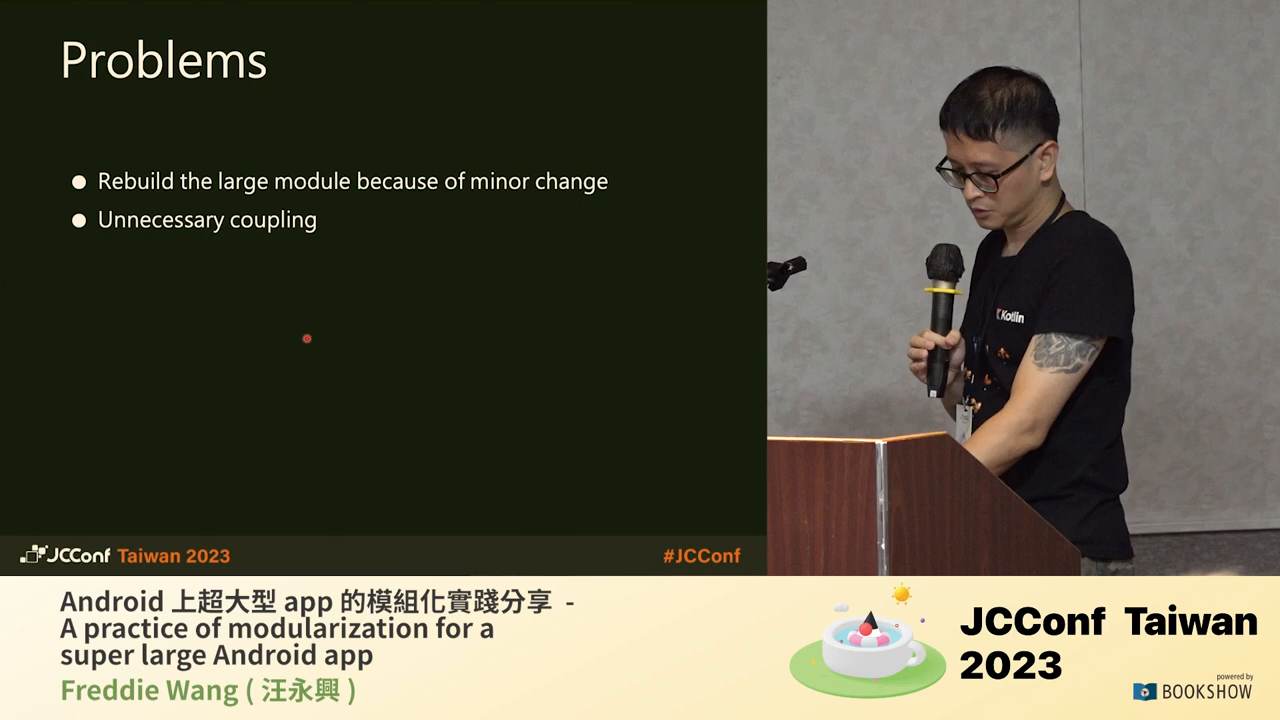 Problems
● Rebuild the large module because of minor change
● Unnecessary coupling
Kotlin
JCConf Taiwan 2023
#JCConf
Android 上超大型 app 的模組化實踐分享 -
A practice of modularization for a
super large Android app
Freddie Wang ( 汪永興 )
JCConf Taiwan
2023
powered by
BOOKSHOW